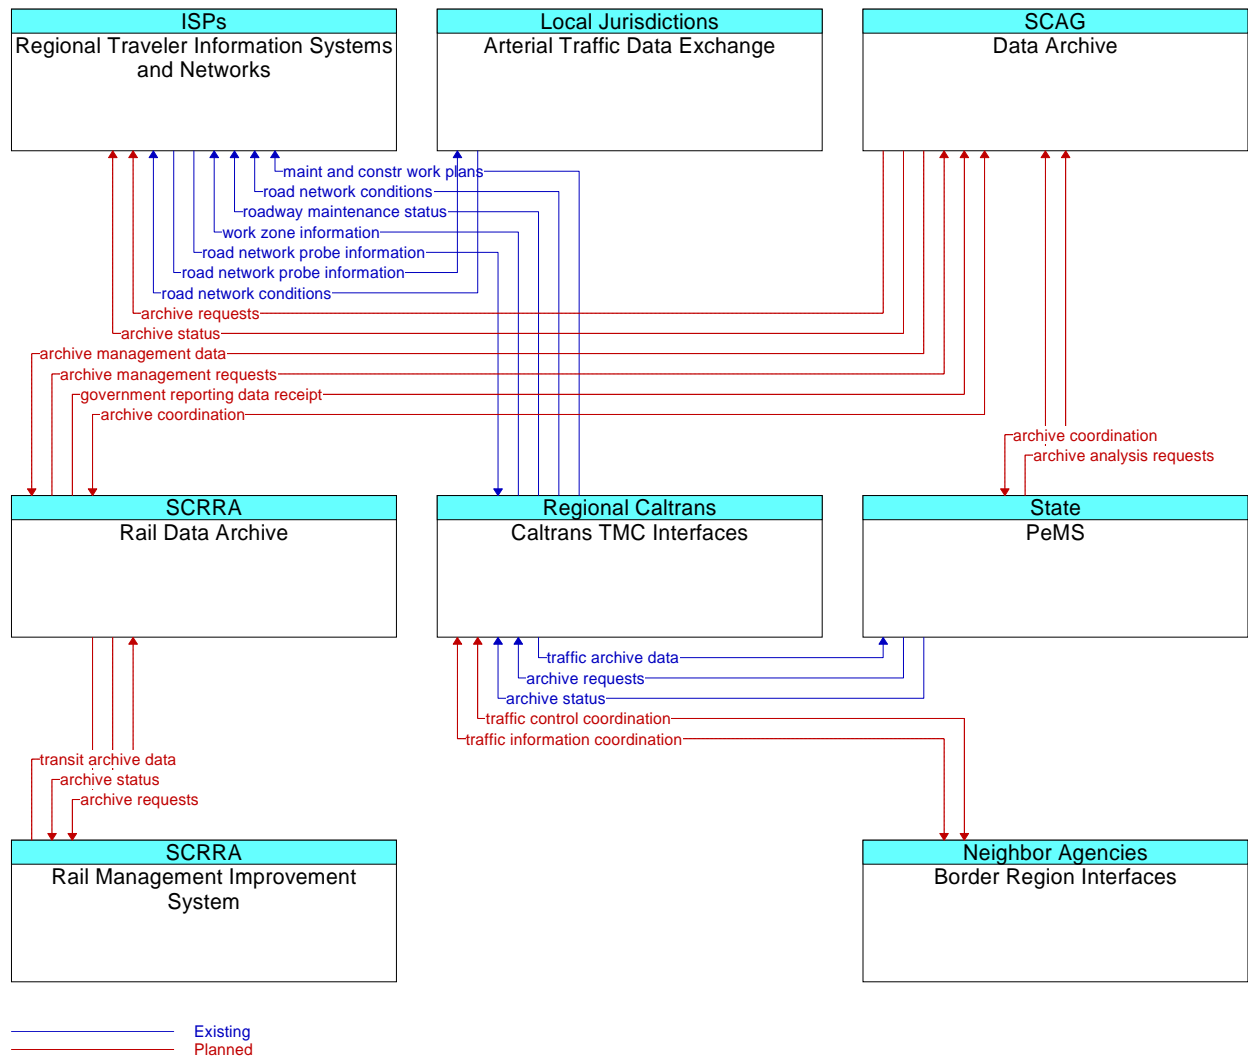 ISPs
Regional Traveler Information Systems
and Networks
Local Jurisdictions
Arterial Traffic Data Exchange
SCAG
Data Archive
maint and constr work plans
road network conditions
roadway maintenance status
work zone information
road network probe information
road network probe information
road network conditions
archive requests
archive status
archive management data
archive management requests
government reporting data receipt
archive coordination
archive coordination
archive analysis requests
SCRRA
Rail Data Archive
Regional Caltrans
Caltrans TMC Interfaces
State
PeMS
traffic archive data
archive requests
archive status
traffic control coordination
traffic information coordination
transit archive data
archive status
archive requests
SCRRA
Rail Management Improvement
System
Neighbor Agencies
Border Region Interfaces
Existing
Planned